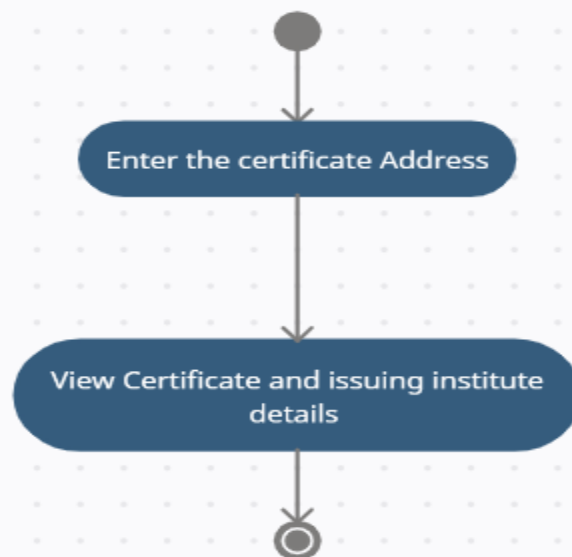 Enter the certificate Address
View Certificate and issuing institute
details